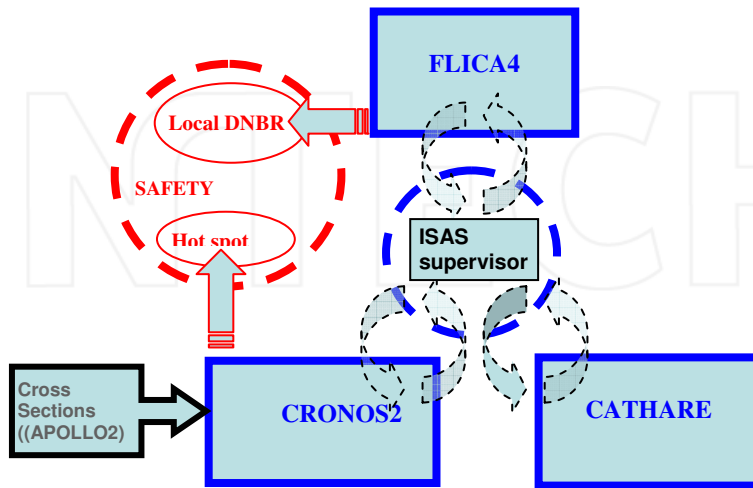 FLICA4
Local DNBR
SAFETY
Hot spot
ISAS
supervisor
Cross
Sections
((APOLLO2)
CRONOS2
CATHARE